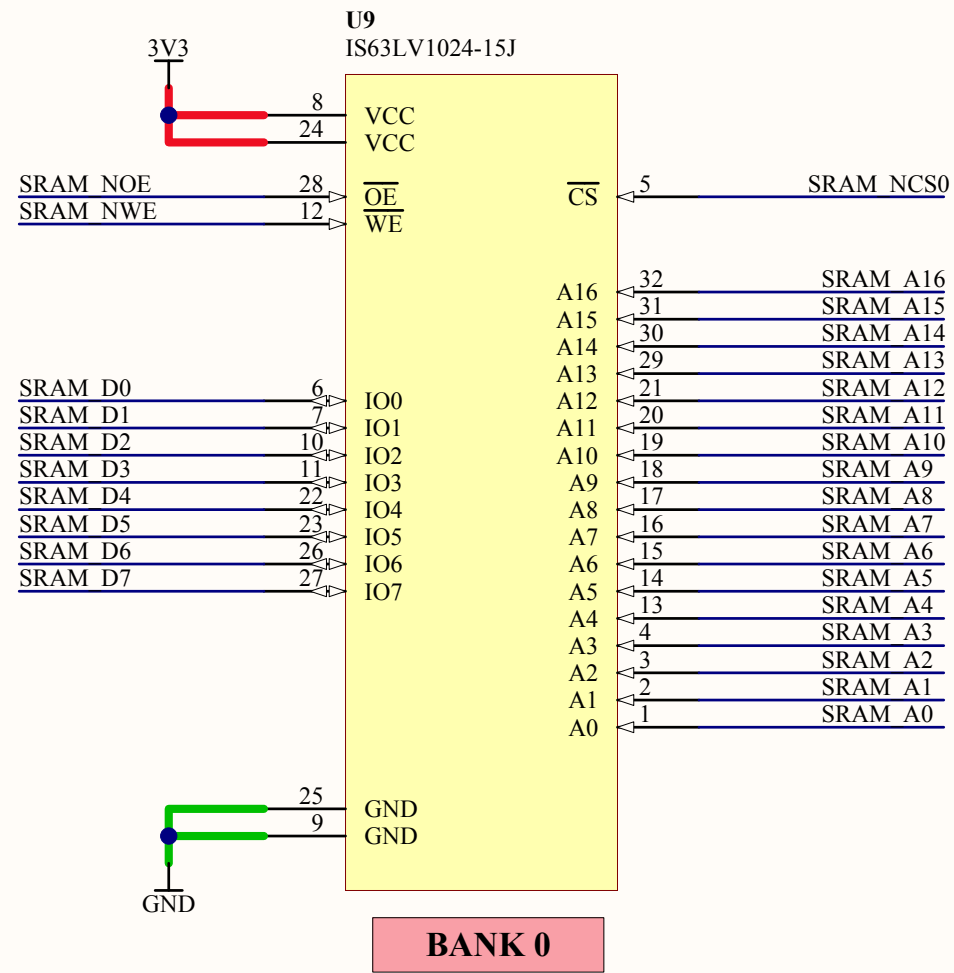 U9
IS63LV1024-15J
3V3
8 VCC
24 VCC
SRAM_NOE 28 OE CS 5 SRAM_NCS0
SRAM_NWE 12 WE
A16 32 SRAM_A16
A15 31 SRAM_A15
A14 30 SRAM_A14
A13 29 SRAM_A13
SRAM_D0 6 IO0 A12 21 SRAM_A12
SRAM_D1 7 IO1 A11 20 SRAM_A11
SRAM_D2 10 IO2 A10 19 SRAM_A10
SRAM_D3 11 IO3 A9 18 SRAM_A9
SRAM_D4 22 IO4 A8 17 SRAM_A8
SRAM_D5 23 IO5 A7 16 SRAM_A7
SRAM_D6 26 IO6 A6 15 SRAM_A6
SRAM_D7 27 IO7 A5 14 SRAM_A5
A4 13 SRAM_A4
A3 4 SRAM_A3
A2 3 SRAM_A2
A1 2 SRAM_A1
A0 1 SRAM_A0
25 GND
9 GND
GND
BANK 0